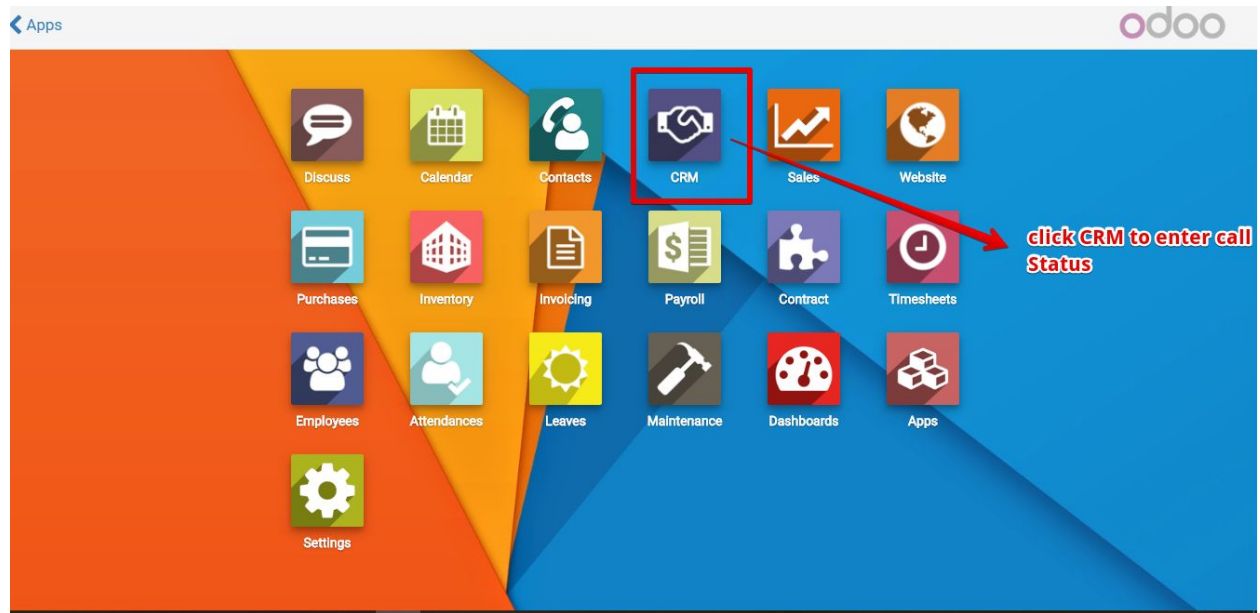 Apps
odoo
Discuss
Calendar
Contacts
CRM
Sales
Website
click CRM to enter call
Status
Purchases
Inventory
Invoicing
Payroll
Contract
Timesheets
Employees
Attendances
Leaves
Maintenance
Dashboards
Apps
Settings